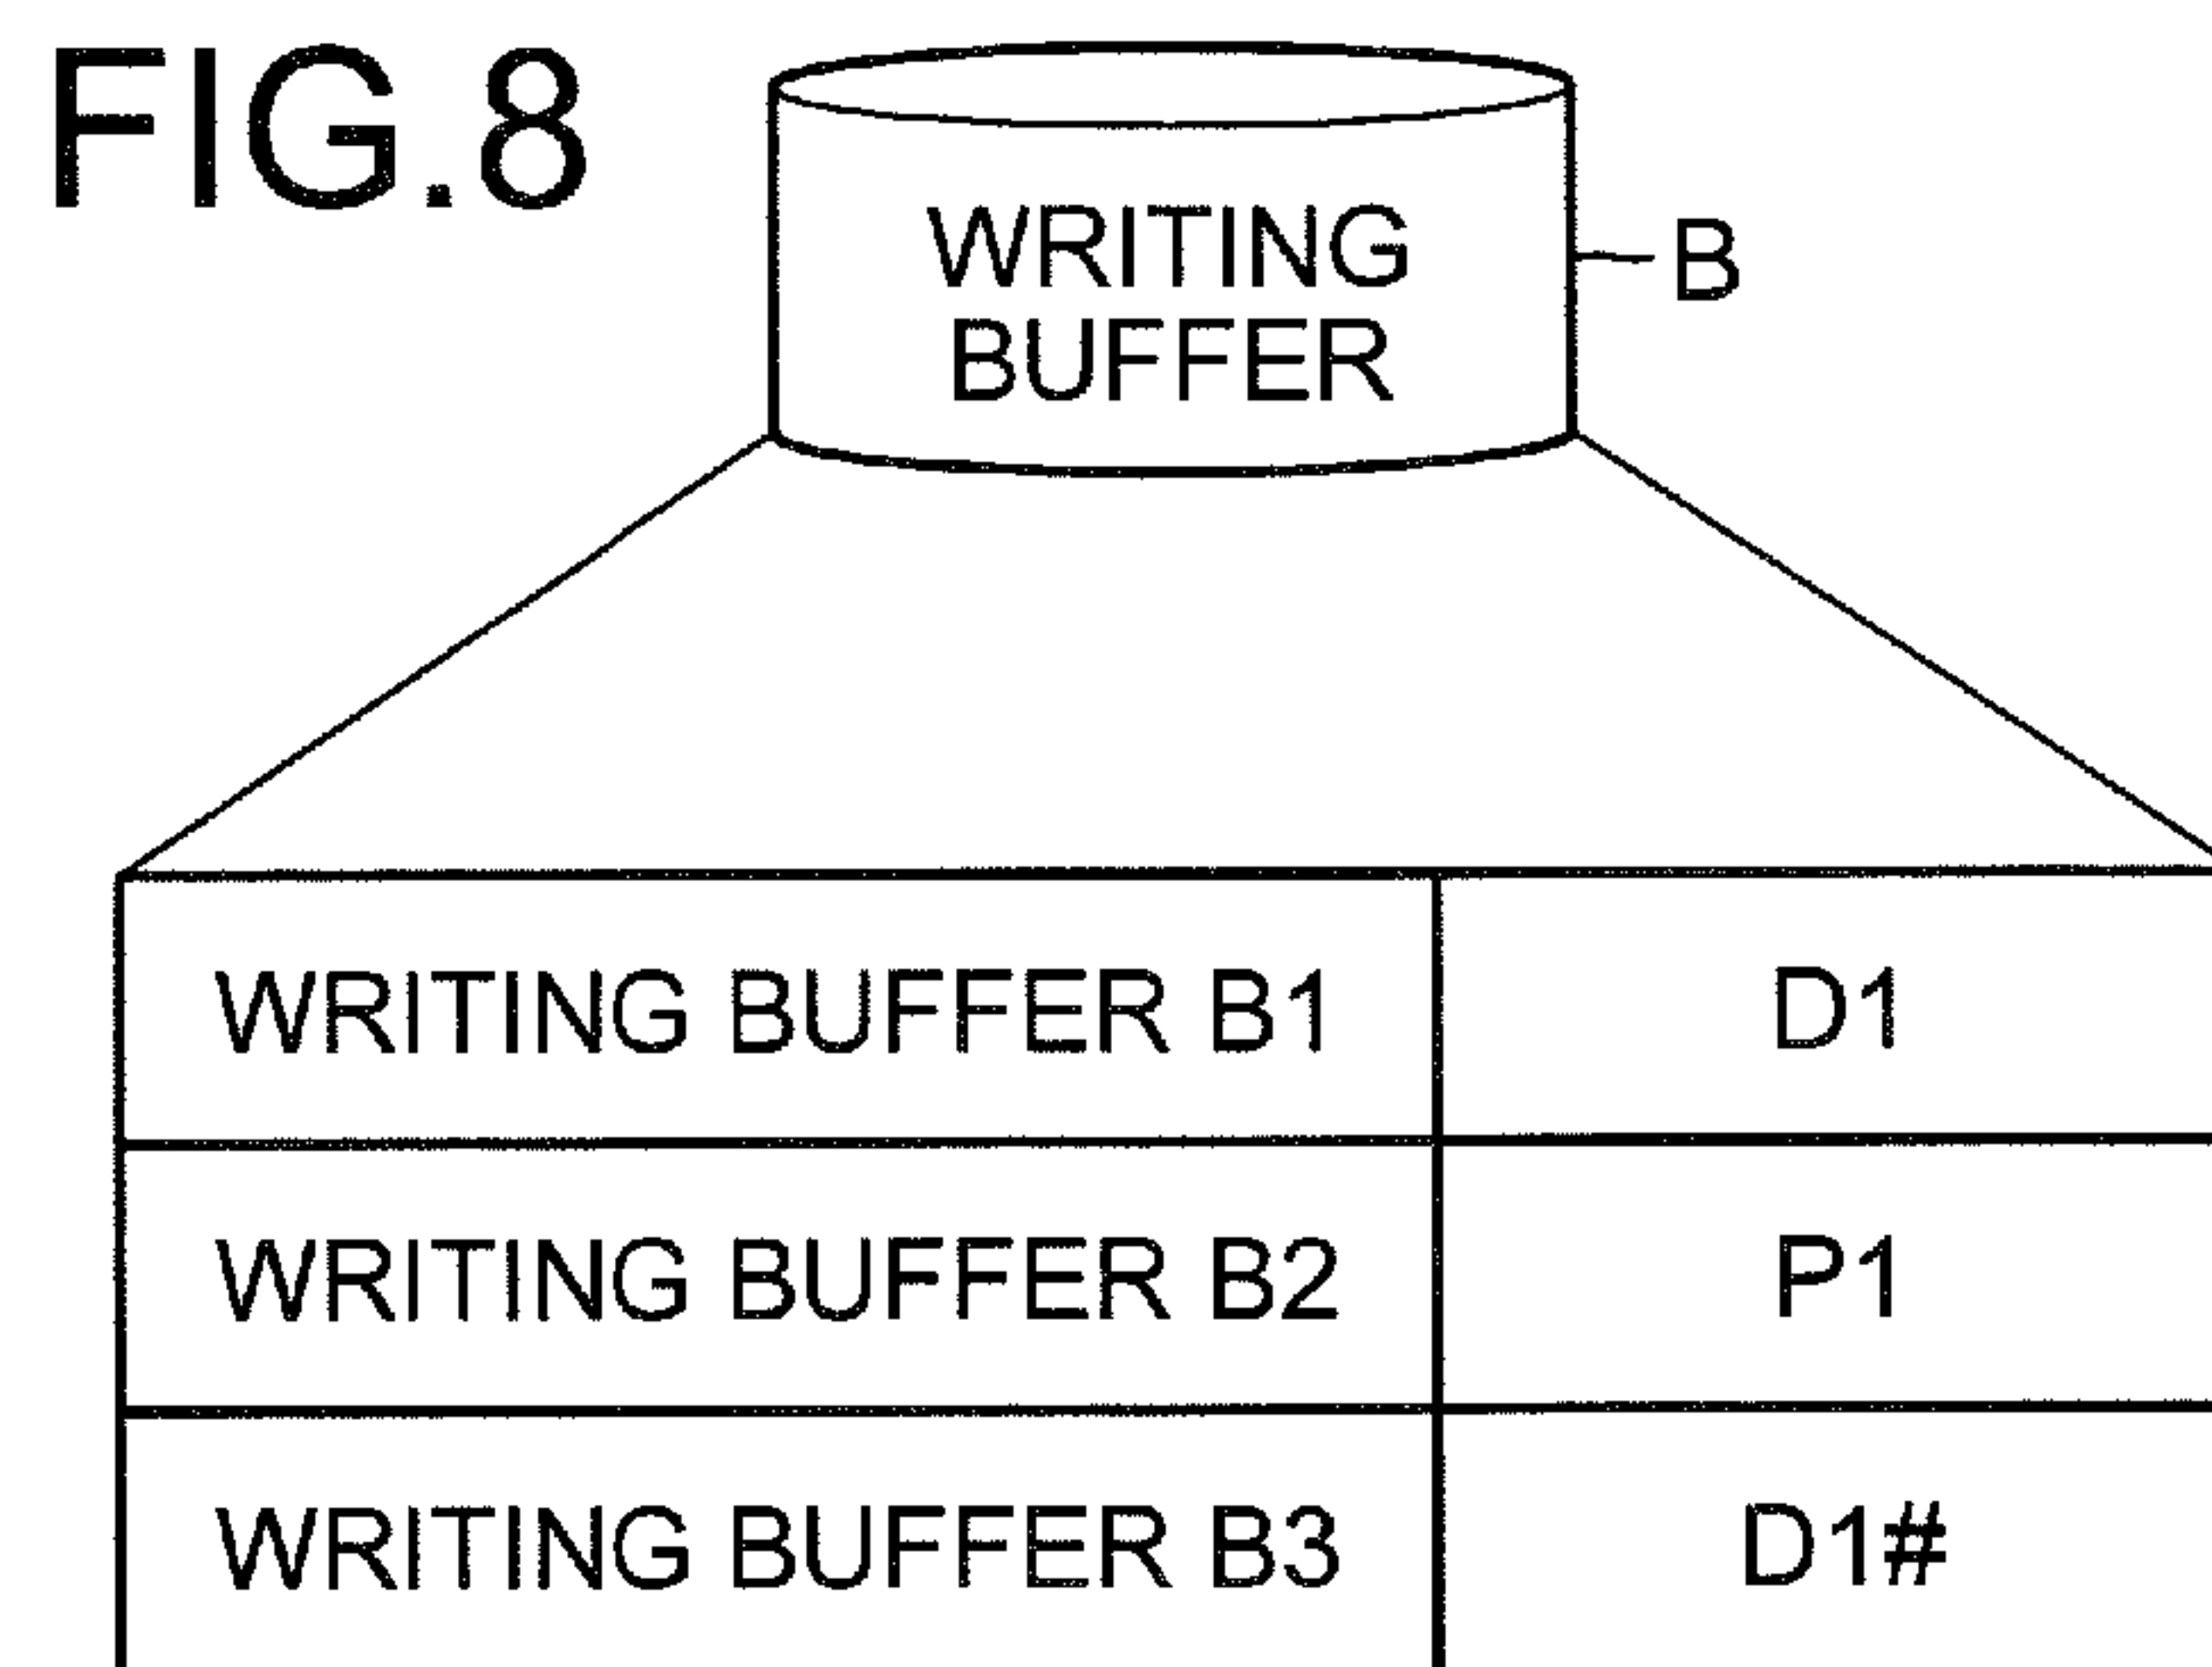 FIG.8
WRITING
BUFFER
B
WRITING BUFFER B1 D1
WRITING BUFFER B2 P1
WRITING BUFFER B3 D1#